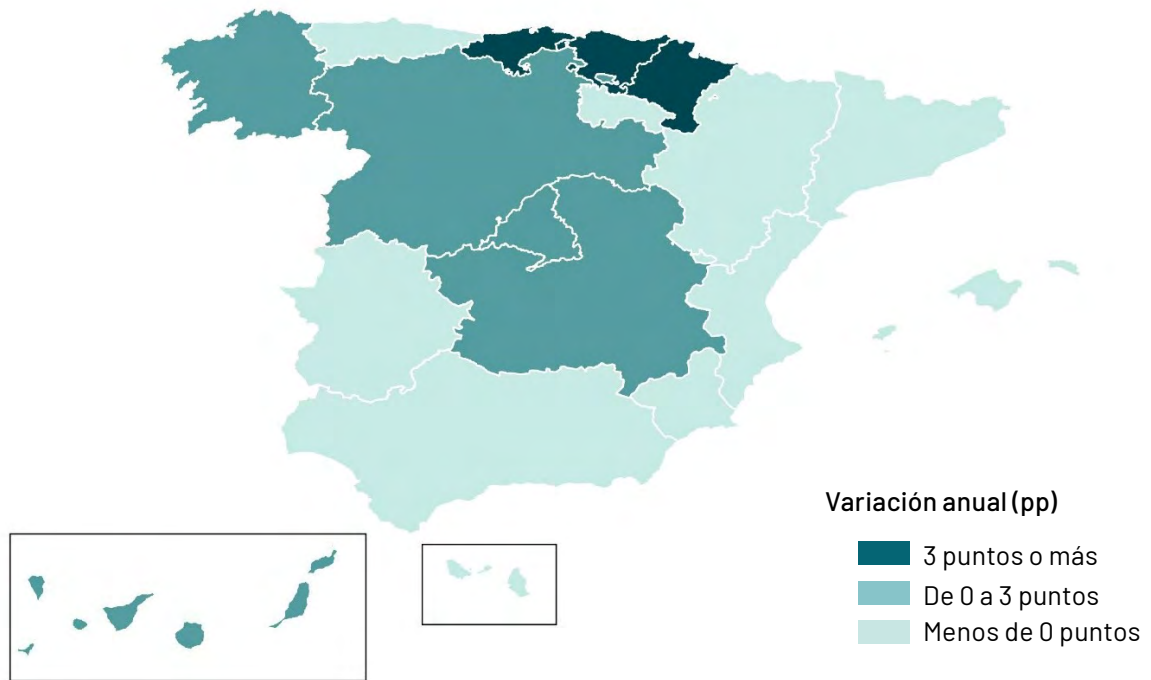 Variación anual (pp)
3 puntos o más
De 0 a 3 puntos
Menos de 0 puntos